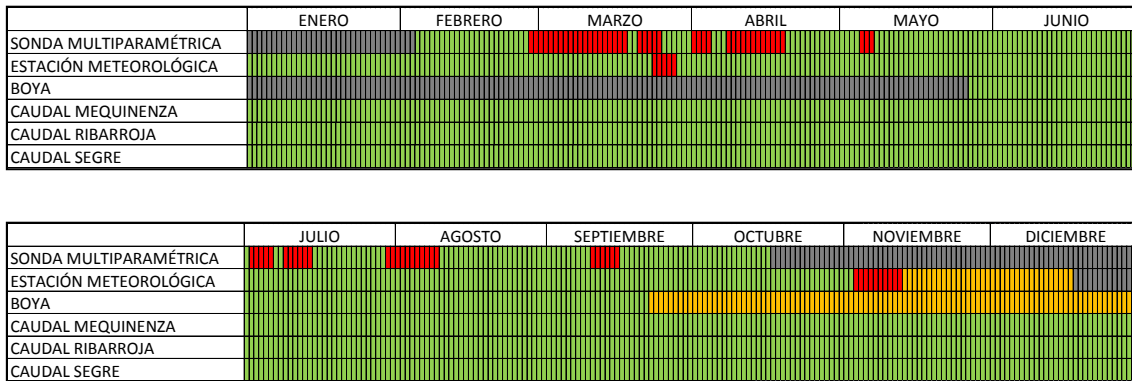 ENERO FEBRERO MARZO ABRIL MAYO JUNIO
SONDA MULTIPARAMÉTRICA
ESTACIÓN METEOROLÓGICA
BOYA
CAUDAL MEQUINENZA
CAUDAL RIBARROJA
CAUDAL SEGRE
JULIO AGOSTO SEPTIEMBRE OCTUBRE NOVIEMBRE DICIEMBRE
SONDA MULTIPARAMÉTRICA
ESTACIÓN METEOROLÓGICA
BOYA
CAUDAL MEQUINENZA
CAUDAL RIBARROJA
CAUDAL SEGRE